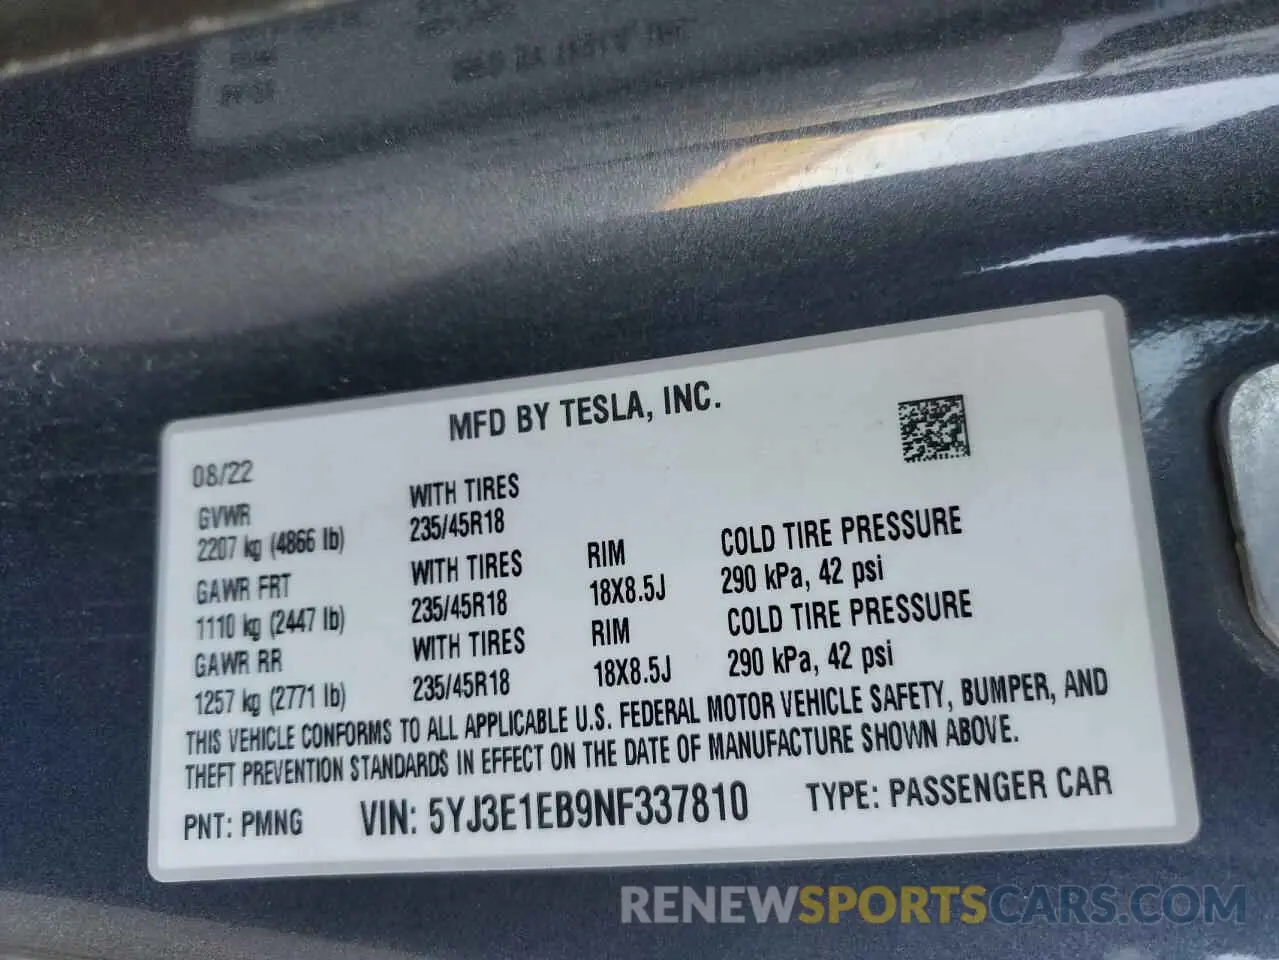 MFD BY TESLA, INC.
08/22
GVWR
2207 kg (4866 lb)
WITH TIRES
235/45R18
GAWR FRT
1110 kg (2447 lb)
WITH TIRES
235/45R18
RIM
18X8.5J
COLD TIRE PRESSURE
290 kPa, 42 psi
GAWR RR
1257 kg (2771 lb)
WITH TIRES
235/45R18
RIM
18X8.5J
COLD TIRE PRESSURE
290 kPa, 42 psi
THIS VEHICLE CONFORMS TO ALL APPLICABLE U.S. FEDERAL MOTOR VEHICLE SAFETY, BUMPER, AND
THEFT PREVENTION STANDARDS IN EFFECT ON THE DATE OF MANUFACTURE SHOWN ABOVE.
PNT: PMNG VIN: 5YJ3E1EB9NF337810 TYPE: PASSENGER CAR
RENEWSPORTSCARS.COM